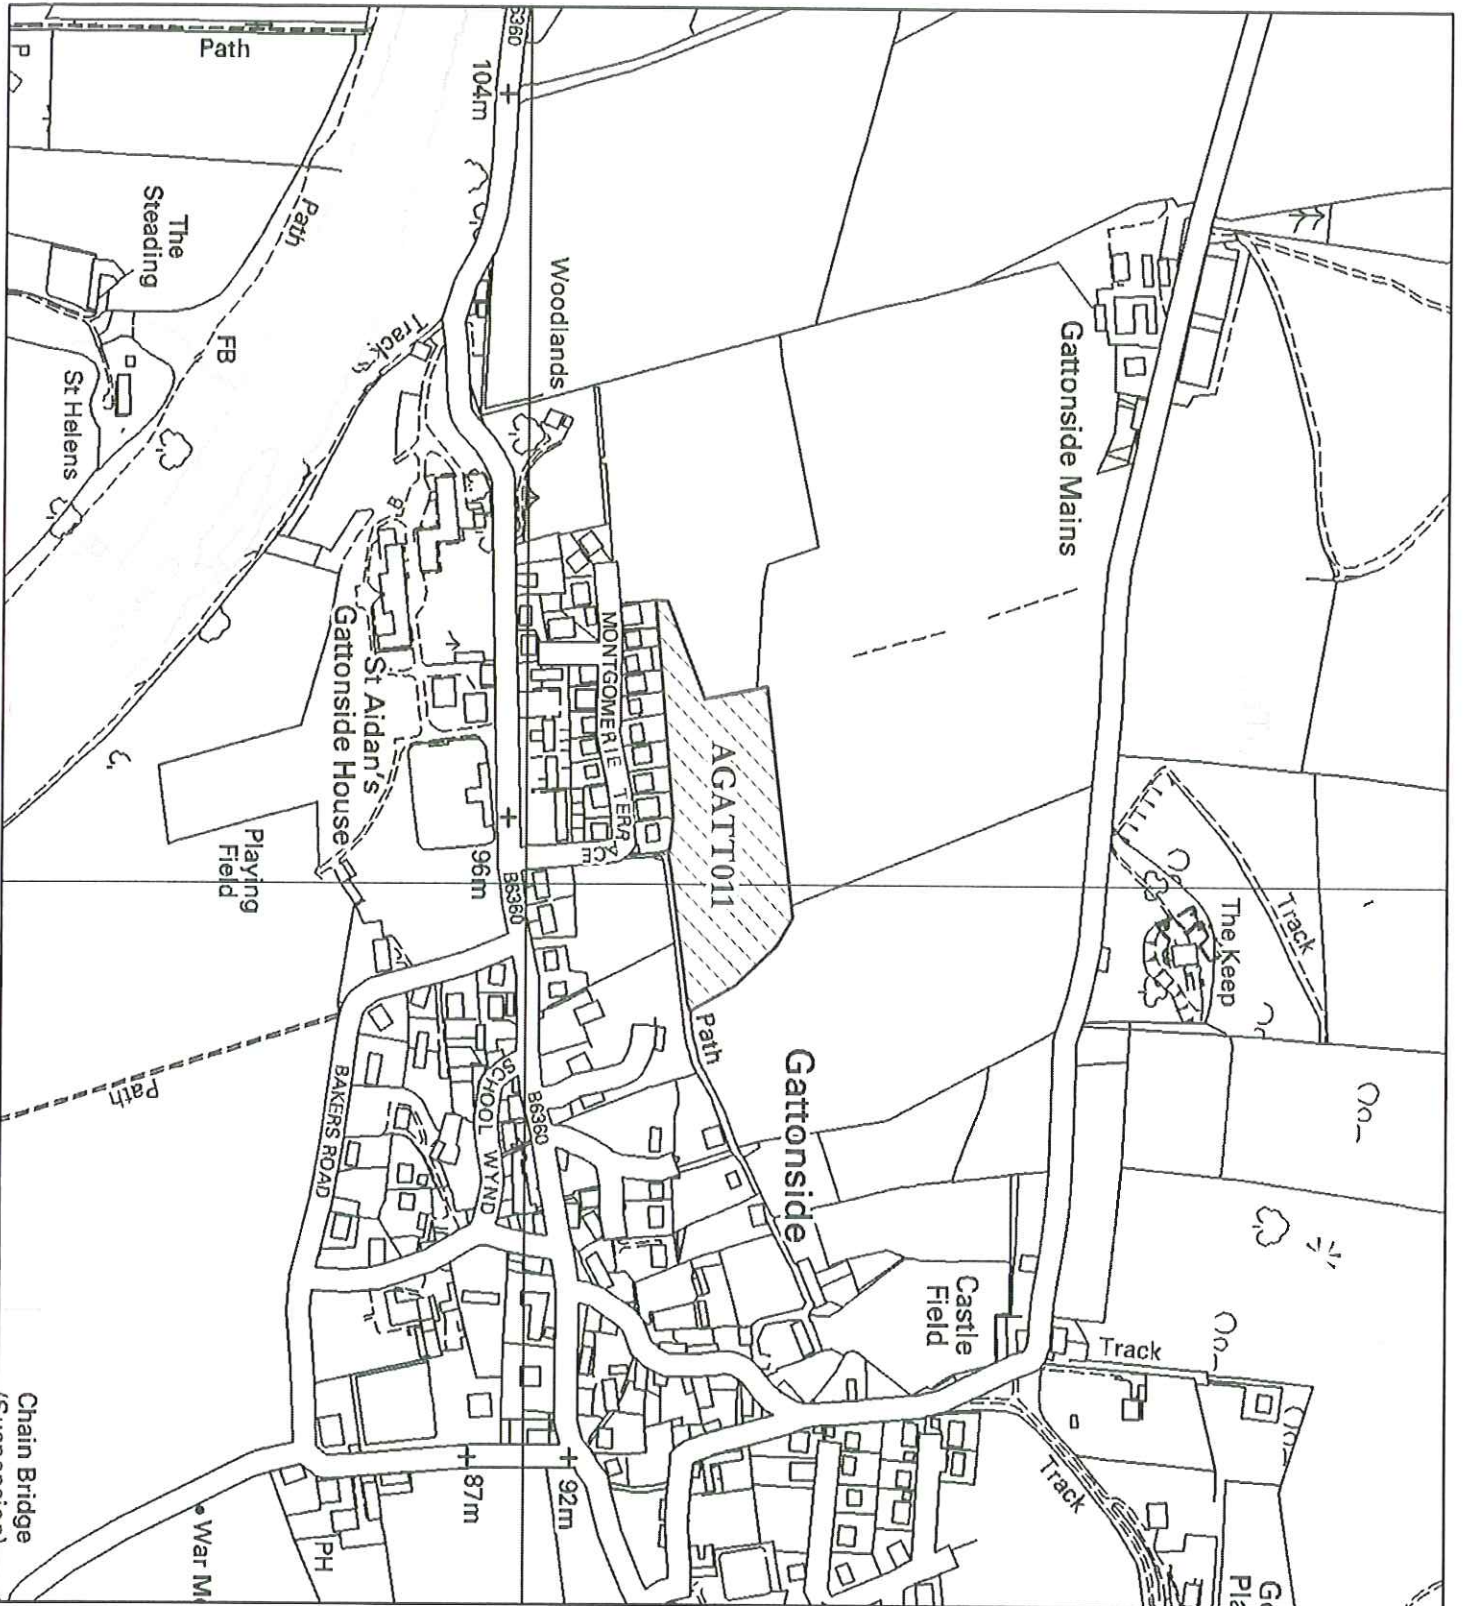 Path
P
B360
104m
The
Steading
Path
FB
St Helens
Track
Woodlands
Gattonside Mains
St Aidan's
Gattonside House
MONTGOMERIE TERRACE
AGATT011
96m
B6360
Playing
Field
The Keep
Track
Path
Path
Gattonside
BAKERS ROAD
SCHOOL WYND
B6360
Castle
Field
Track
Track
87m
92m
PH
War M
Chain Bridge